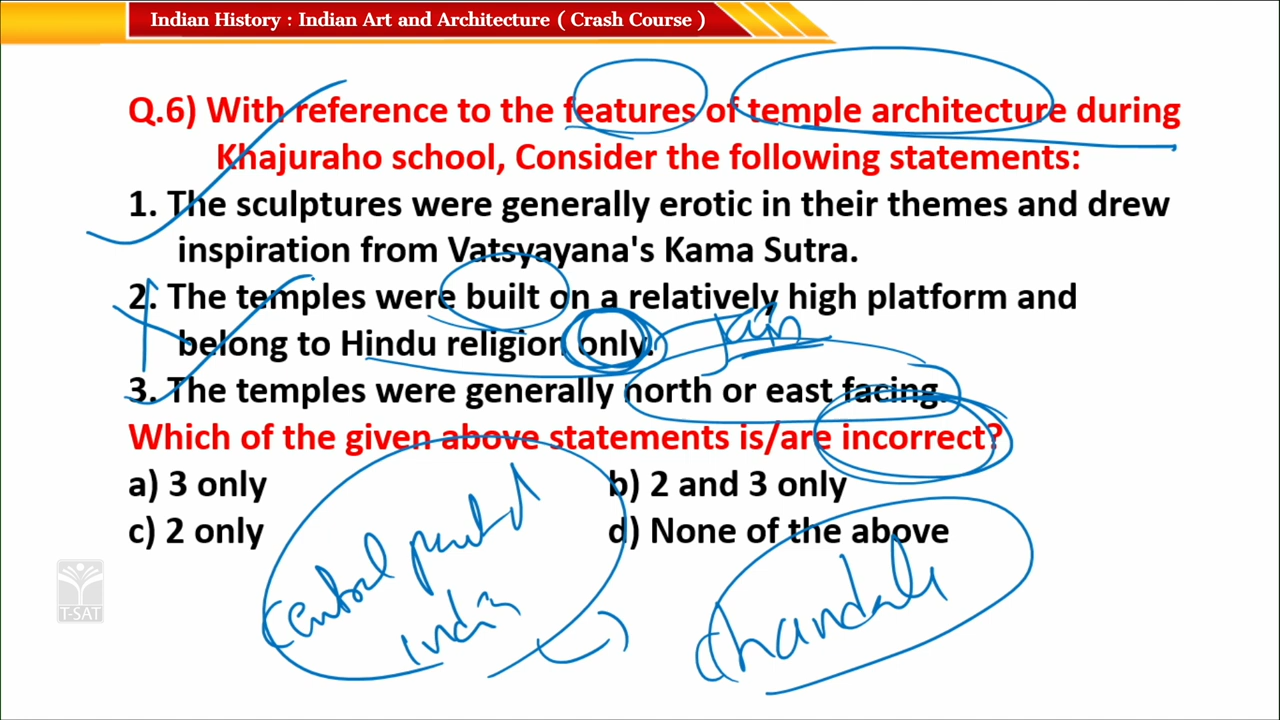 Indian History : Indian Art and Architecture ( Crash Course )
Q.6) With reference to the features of temple architecture during
Khajuraho school, Consider the following statements:
1. The sculptures were generally erotic in their themes and drew
inspiration from Vatsyayana's Kama Sutra.
2. The temples were built on a relatively high platform and
belong to Hindu religion only.
Jain
3. The temples were generally north or east facing.
Which of the given above statements is/are incorrect?
a) 3 only
b) 2 and 3 only
c) 2 only
d) None of the above
central
india
T-SAT